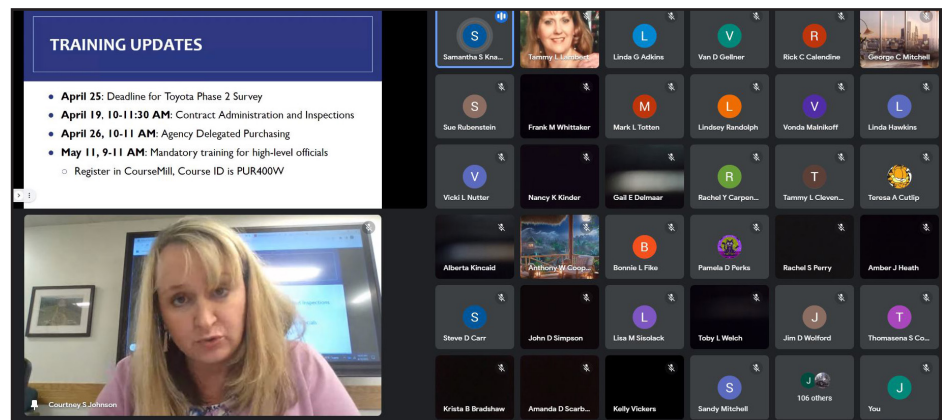 TRAINING UPDATES
• April 25: Deadline for Toyota Phase 2 Survey
• April 19, 10-11:30 AM: Contract Administration and Inspections
• April 26, 10-11 AM: Agency Delegated Purchasing
• May 11, 9-11 AM: Mandatory training for high-level officials
○ Register in CourseMill, Course ID is PUR400W
Courtney S Johnson
S
L
V
R
Samantha S Kna...
Tammy L Lambert
Linda G Adkins
Van D Gellner
Rick C Calendine
George C Mitchell
S
M
L
V
L
Sue Rubenstein
Frank M Whittaker
Mark L Totten
Lindsey Randolph
Vonda Malnikoff
Linda Hawkins
V
R
T
Vicki L Nutter
Nancy K Kinder
Gail E Delmaar
Rachel Y Carpen...
Tammy L Cleven...
Teresa A Cutlip
B
Alberta Kincaid
Anthony W Coop...
Bonnie L Fike
Pamela D Perks
Rachel S Perry
Amber J Heath
S
L
J
T
Steve D Carr
John D Simpson
Lisa M Sisolack
Toby L Welch
Jim D Wolford
Thomasena S Co...
S
J
J
Krista B Bradshaw
Amanda D Scarb...
Kelly Vickers
Sandy Mitchell
106 others
You